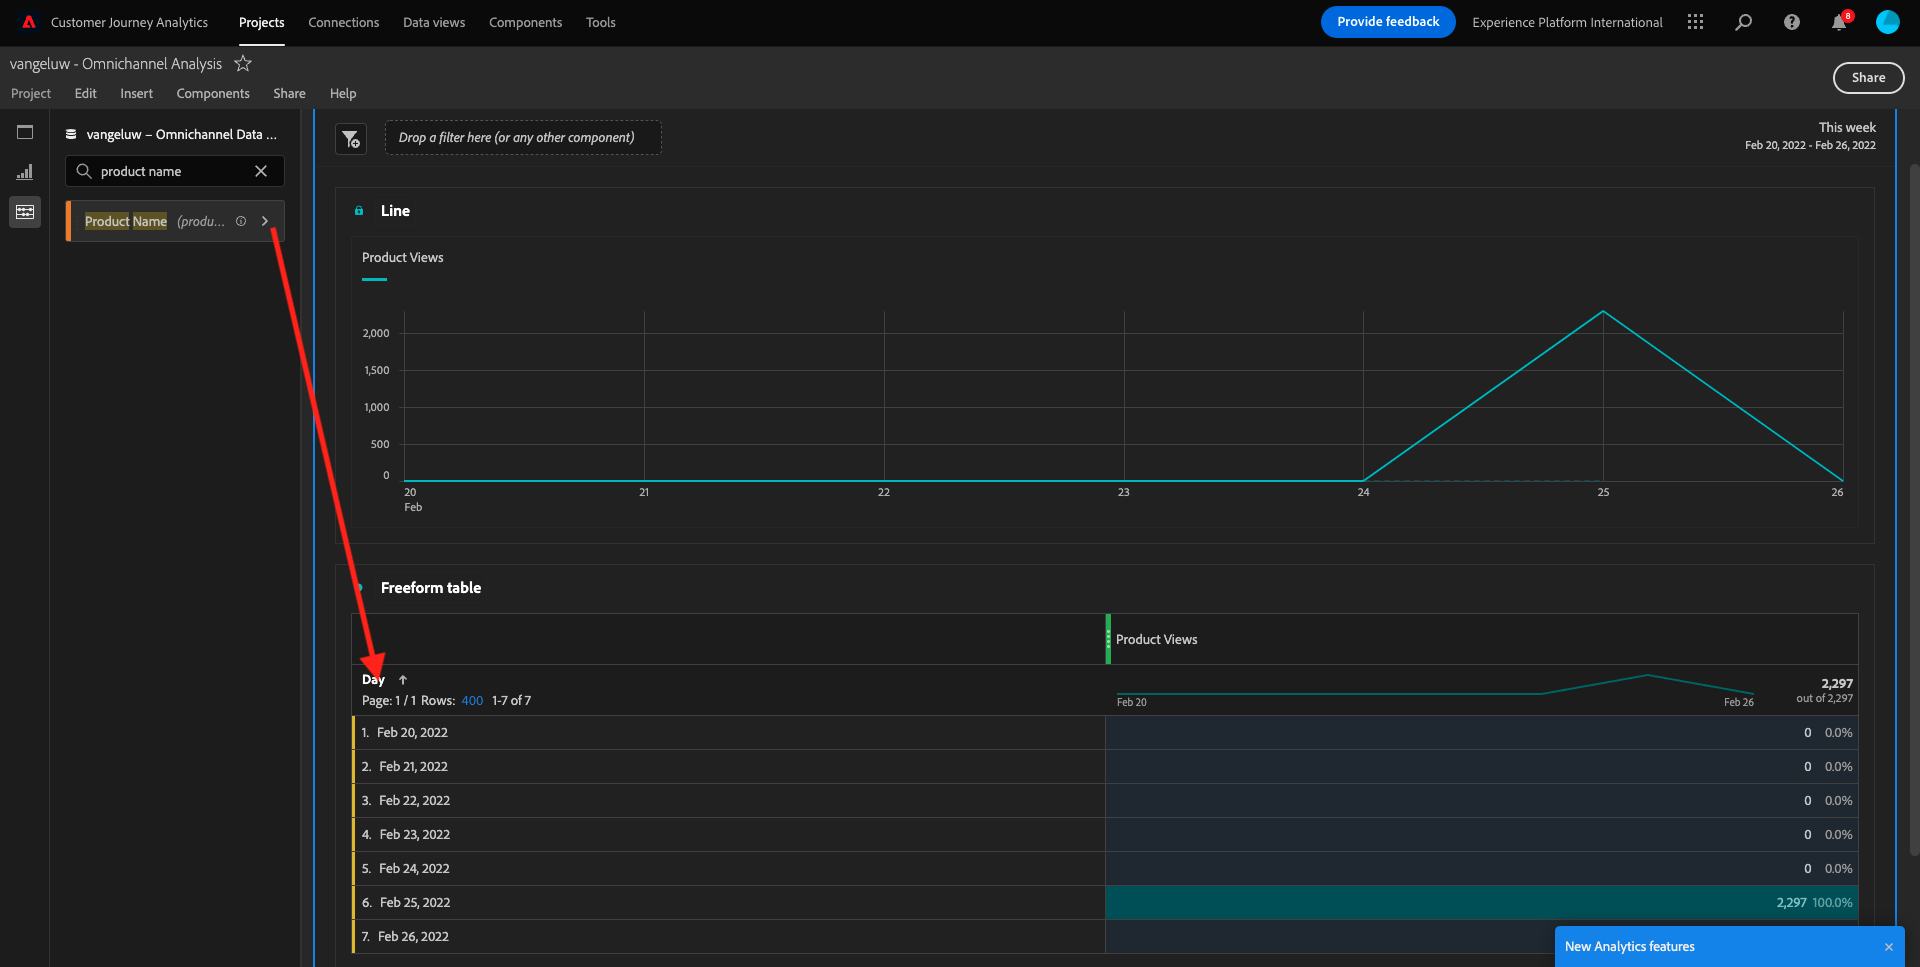 Customer Journey Analytics
Projects
Connections
Data views
Components
Tools
Provide feedback
Experience Platform International
8
vangeluw - Omnichannel Analysis
Share
Project
Edit
Insert
Components
Share
Help
vangeluw – Omnichannel Data ...
product name
Product Name (produ...
Drop a filter here (or any other component)
This week
Feb 20, 2022 - Feb 26, 2022
Line
Product Views
2,000
1,500
1,000
500
0
20
21
22
23
24
25
26
Feb
Freeform table
Product Views
Day
Page: 1 / 1 Rows: 400 1-7 of 7
Feb 20
Feb 26
2,297
out of 2,297
1. Feb 20, 2022 0 0.0%
2. Feb 21, 2022 0 0.0%
3. Feb 22, 2022 0 0.0%
4. Feb 23, 2022 0 0.0%
5. Feb 24, 2022 0 0.0%
6. Feb 25, 2022 2,297 100.0%
7. Feb 26, 2022
New Analytics features